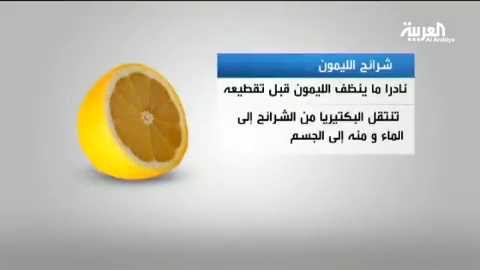 العربية
Al Arabiya
شرائح الليمون
نادرا ما ينظف الليمون قبل تقطيعه
تنتقل البكتيريا من الشرائح إلى
الماء و منه إلى الجسم